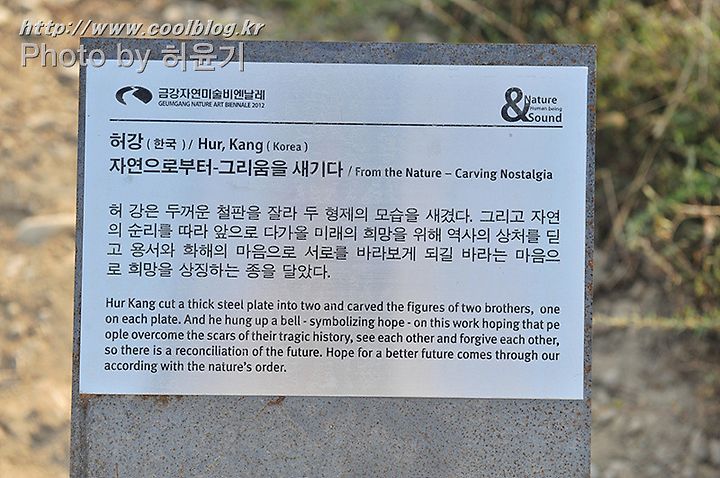 http://www.coolblog.kr
Photo by 허윤기
금강자연미술비엔날레
GEUMGANG NATURE ART BIENNALE 2012
& Nature
Human being
Sound
허강 ( 한국 ) / Hur, Kang ( Korea )
자연으로부터-그리움을 새기다 / From the Nature – Carving Nostalgia
허 강은 두꺼운 철판을 잘라 두 형제의 모습을 새겼다. 그리고 자연
의 순리를 따라 앞으로 다가올 미래의 희망을 위해 역사의 상처를 딛
고 용서와 화해의 마음으로 서로를 바라보게 되길 바라는 마음으
로 희망을 상징하는 종을 달았다.
Hur Kang cut a thick steel plate into two and carved the figures of two brothers, one
on each plate. And he hung up a bell - symbolizing hope - on this work hoping that pe
ople overcome the scars of their tragic history, see each other and forgive each other,
so there is a reconciliation of the future. Hope for a better future comes through our
according with the nature's order.